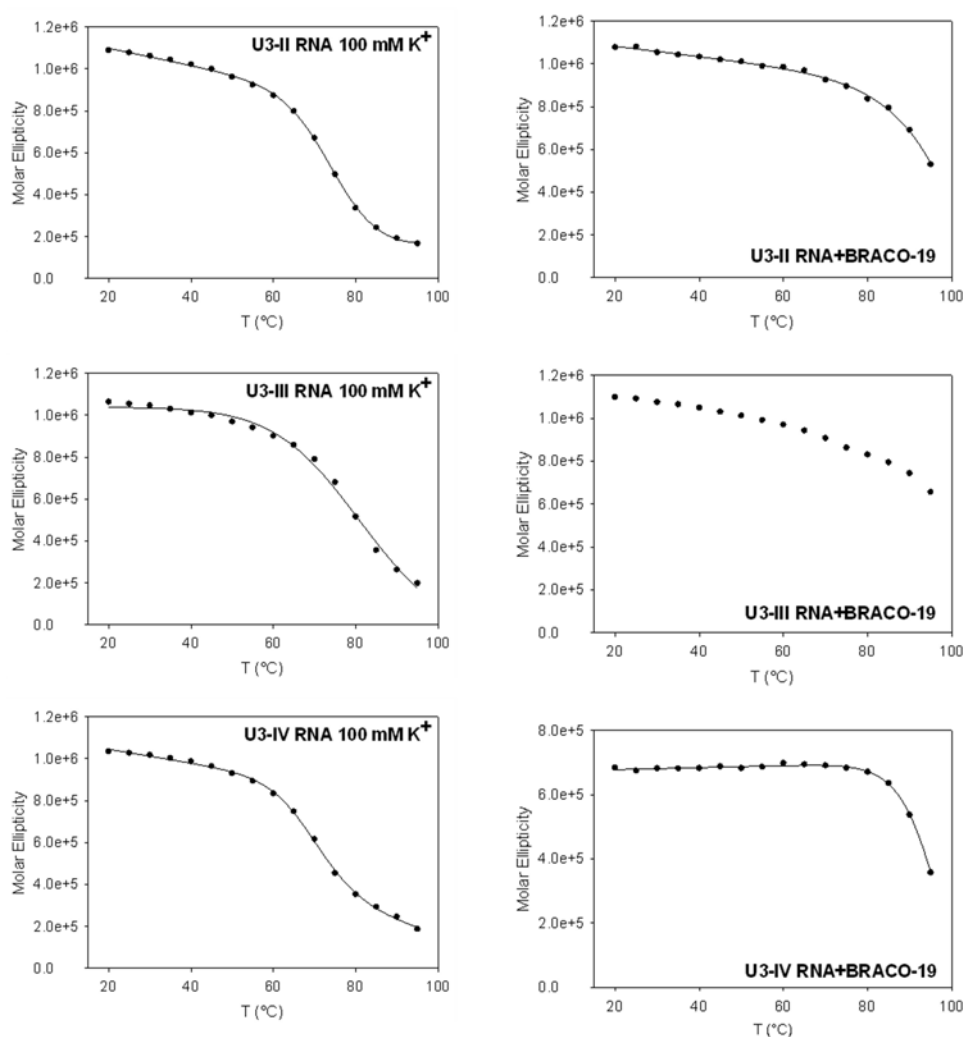 1.2e+6
U3-II RNA 100 mM K+
1.0e+6
8.0e+5
6.0e+5
4.0e+5
2.0e+5
0.0
Molar Ellipticity
20 40 60 80 100
T (ºC)
1.2e+6
1.0e+6
8.0e+5
6.0e+5
4.0e+5
2.0e+5
0.0
Molar Ellipticity
U3-II RNA+BRACO-19
20 40 60 80 100
T (ºC)
1.2e+6
U3-III RNA 100 mM K+
1.0e+6
8.0e+5
6.0e+5
4.0e+5
2.0e+5
0.0
Molar Ellipticity
20 40 60 80 100
T (ºC)
1.2e+6
1.0e+6
8.0e+5
6.0e+5
4.0e+5
2.0e+5
0.0
Molar Ellipticity
U3-III RNA+BRACO-19
20 40 60 80 100
T (ºC)
1.2e+6
U3-IV RNA 100 mM K+
1.0e+6
8.0e+5
6.0e+5
4.0e+5
2.0e+5
0.0
Molar Ellipticity
20 40 60 80 100
T (ºC)
8.0e+5
6.0e+5
4.0e+5
2.0e+5
0.0
Molar Ellipticity
U3-IV RNA+BRACO-19
20 40 60 80 100
T (ºC)